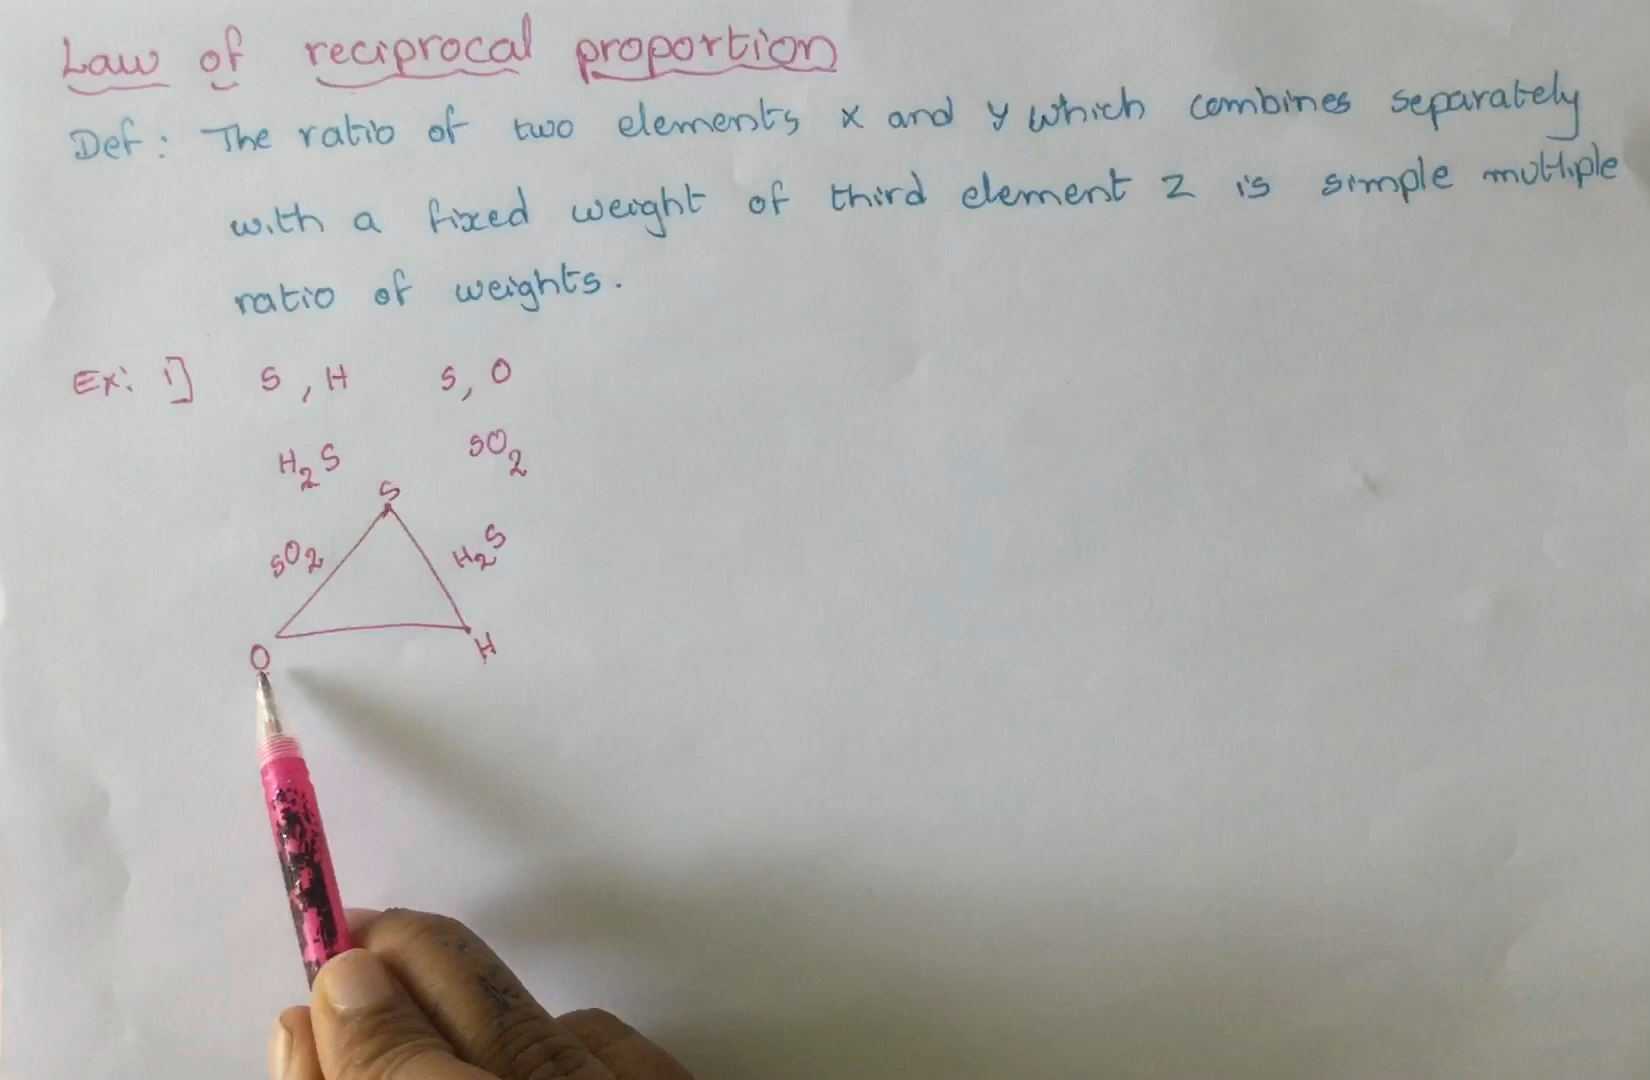 Law of reciprocal proportion
Def: The ratio of two elements x and y which combines separately
with a fixed weight of third element z is simple multiple
ratio of weights.
Ex: 1] S, H S, O
H2S SO2
S
SO2 H2S
O H